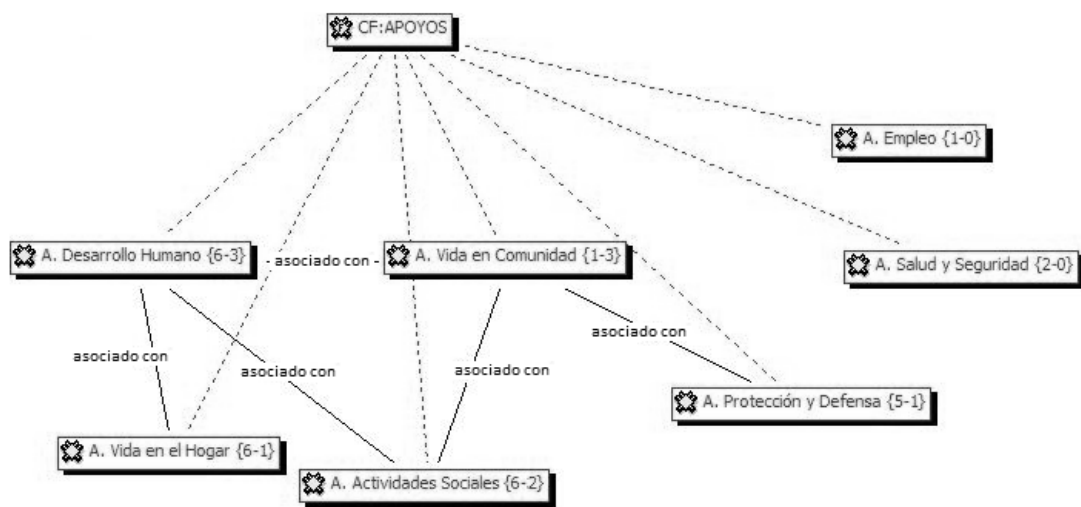 CF:APOYOS
A. Empleo {1-0}
A. Desarrollo Humano {6-3}
asociado con
A. Vida en Comunidad {1-3}
A. Salud y Seguridad {2-0}
asociado con
asociado con
asociado con
asociado con
A. Protección y Defensa {5-1}
A. Vida en el Hogar {6-1}
A. Actividades Sociales {6-2}